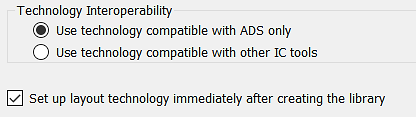 Technology Interoperability
Use technology compatible with ADS only
Use technology compatible with other IC tools
Set up layout technology immediately after creating the library